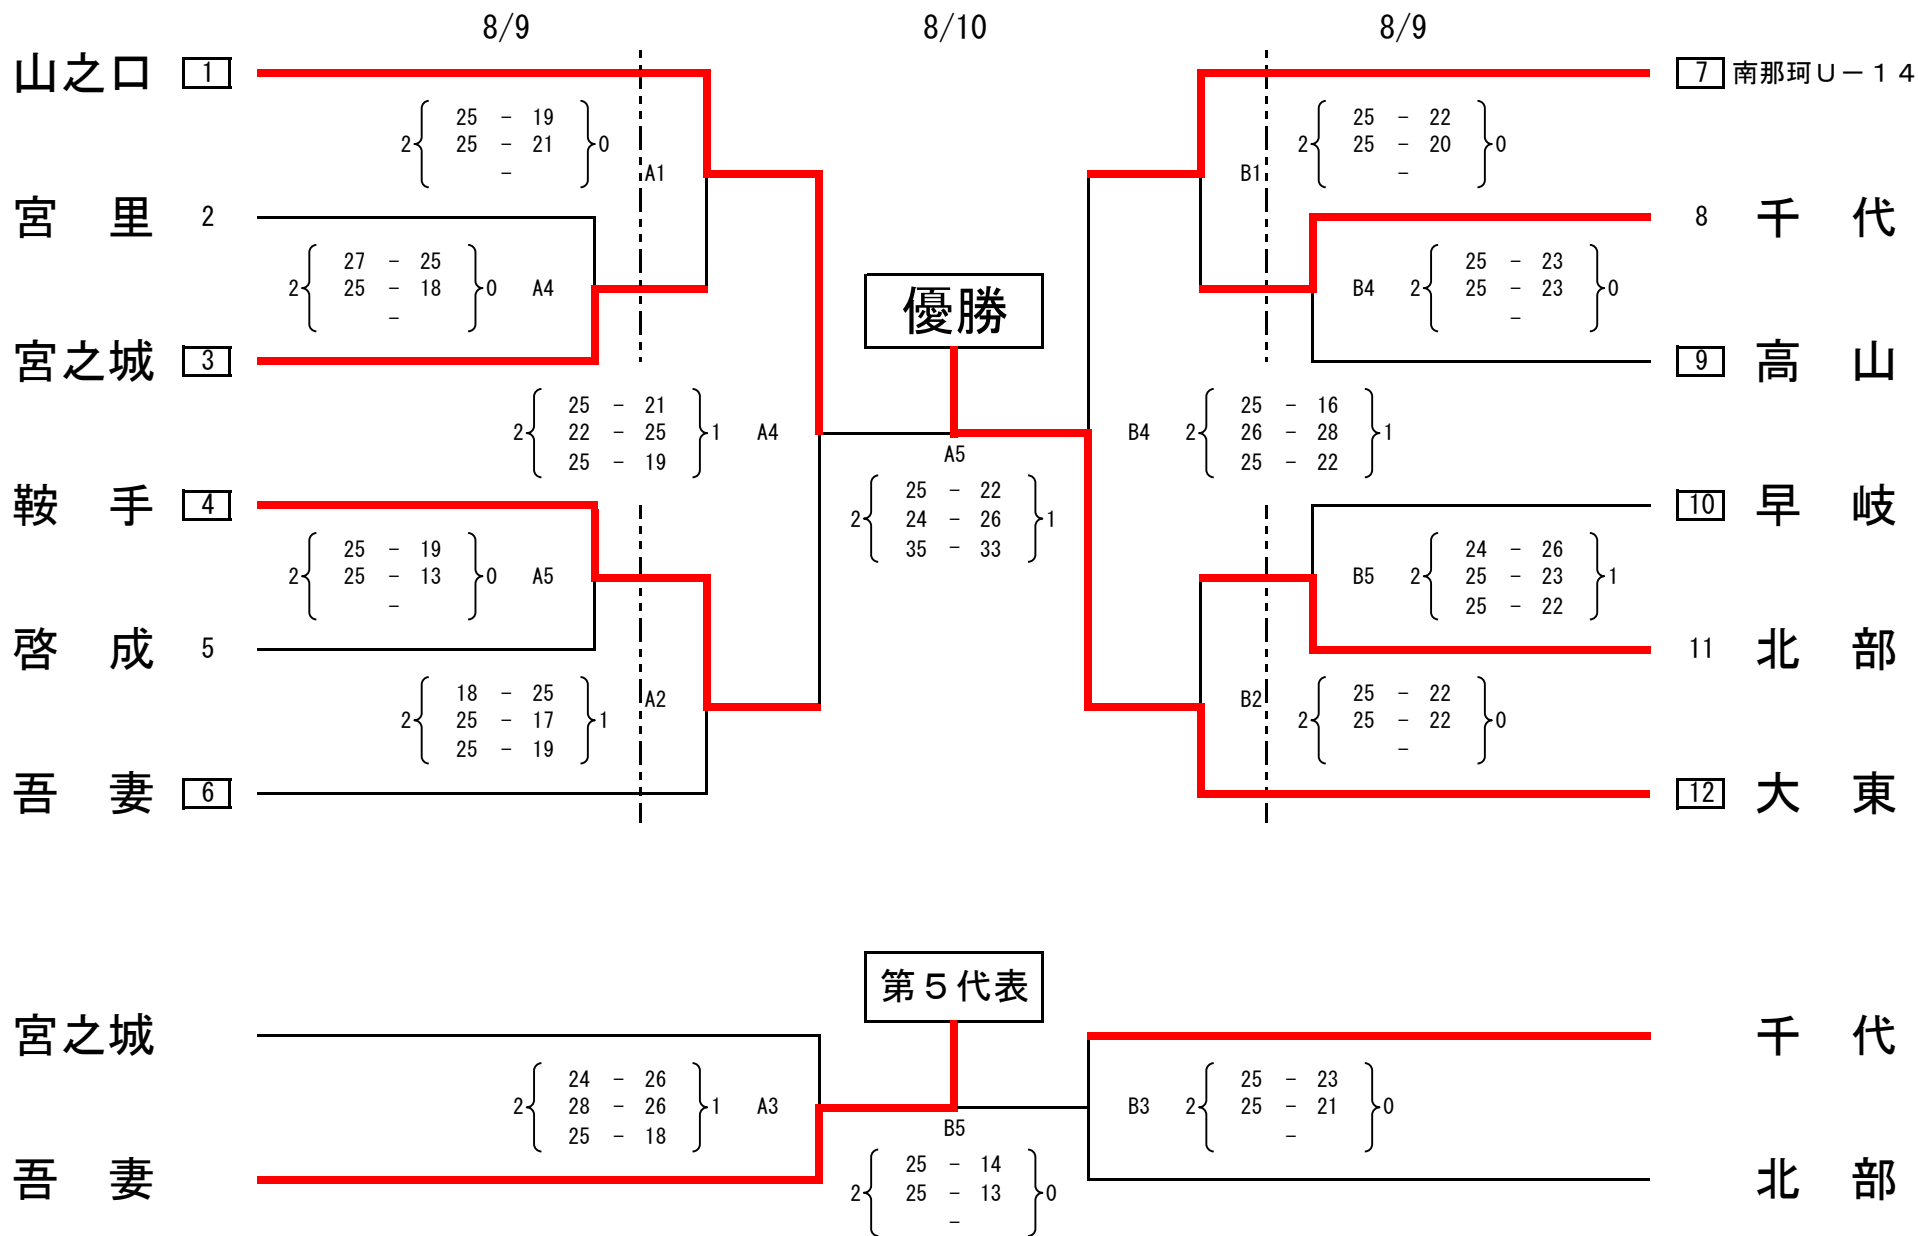 8/9 8/10 8/9
山之口 1 7 南那珂U－14
25 － 19 25 － 22
2 25 － 21 0 2 25 － 20 0
－ A1 B1 －
宮 里 2 8 千 代
27 － 25 25 － 23
2 25 － 18 0 A4 B4 2 25 － 23 0
－ －
優勝
宮之城 3 9 高 山
25 － 21 25 － 16
2 22 － 25 1 A4 B4 2 26 － 28 1
25 － 19 A5 25 － 22
鞍 手 4 25 － 22 10 早 岐
2 24 － 26 1
35 － 33
25 － 19 24 － 26
2 25 － 13 0 A5 B5 2 25 － 23 1
－ 25 － 22
啓 成 5 11 北 部
18 － 25 A2 B2 25 － 22
2 25 － 17 1 2 25 － 22 0
25 － 19 －
吾 妻 6 12 大 東
第５代表
宮之城 千 代
24 － 26 25 － 23
2 28 － 26 1 A3 B3 2 25 － 21 0
25 － 18 B5 －
吾 妻 25 － 14 北 部
2 25 － 13 0
－